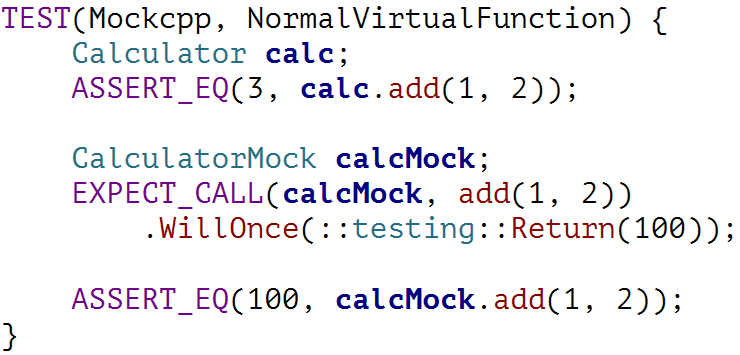 TEST(Mockcpp, NormalVirtualFunction) {
    Calculator calc;
    ASSERT_EQ(3, calc.add(1, 2));

    CalculatorMock calcMock;
    EXPECT_CALL(calcMock, add(1, 2))
        .WillOnce(::testing::Return(100));

    ASSERT_EQ(100, calcMock.add(1, 2));
}